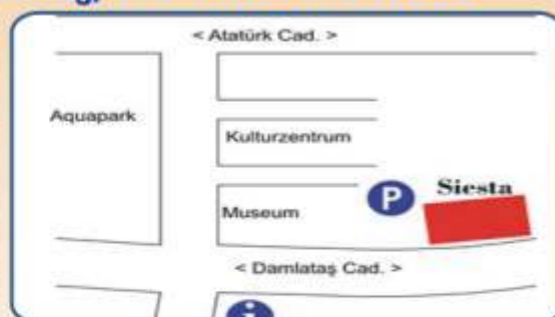 < Atatürk Cad. >
Aquapark
Kulturzentrum
Siesta
P
Museum
< Damlataş Cad. >
i